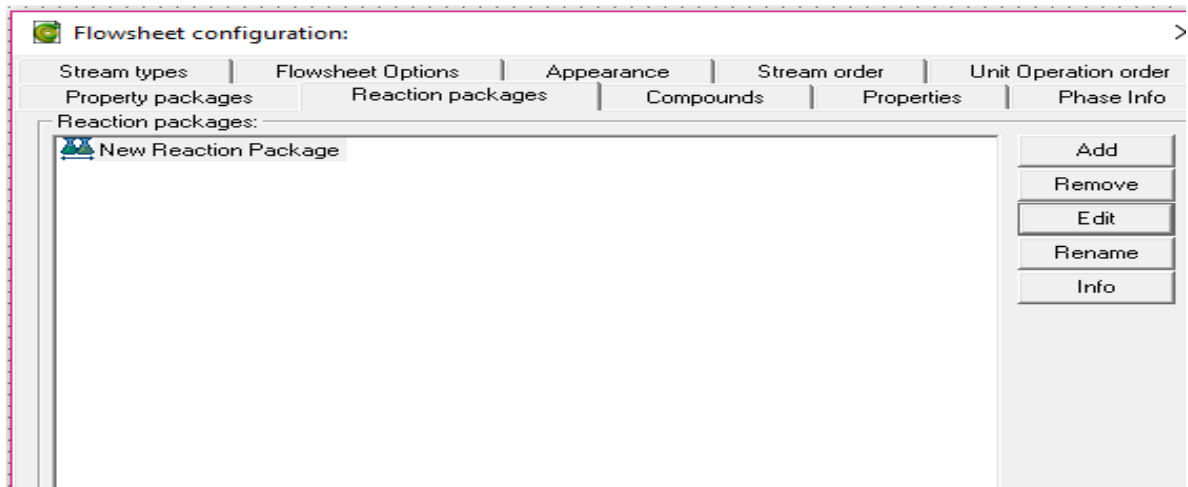 Flowsheet configuration:
Stream types Flowsheet Options Appearance Stream order Unit Operation order
Property packages Reaction packages Compounds Properties Phase Info
Reaction packages:
New Reaction Package
Add
Remove
Edit
Rename
Info